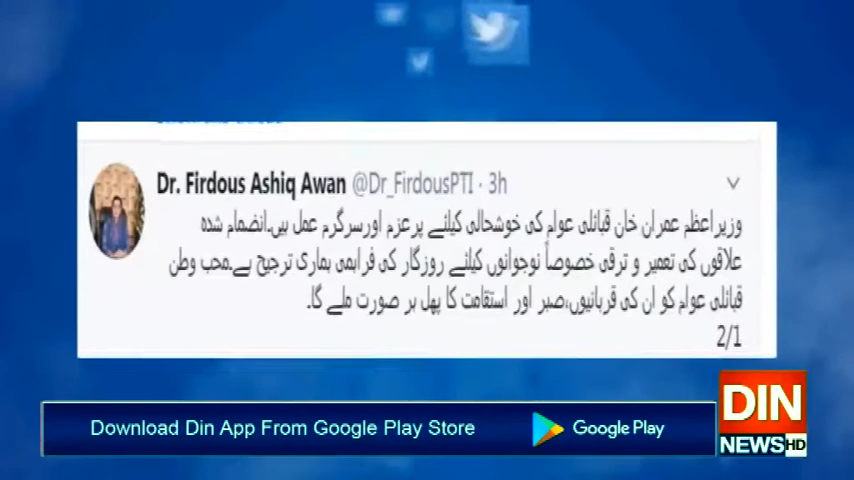 Dr. Firdous Ashiq Awan @Dr_FirdousPTI · 3h
وزیراعظم عمران خان قبائلی عوام کی خوشحالی کیلئے پرعزم اورسرگرم عمل ہیں۔انضمام شدہ
علاقوں کی تعمیر و ترقی خصوصاً نوجوانوں کیلئے روزگار کی فراہمی ہماری ترجیح ہے۔محب وطن
قبائلی عوام کو ان کی قربانیوں،صبر اور استقامت کا پھل ہر صورت ملے گا۔
2/1
Download Din App From Google Play Store
Google Play
DIN
NEWS HD